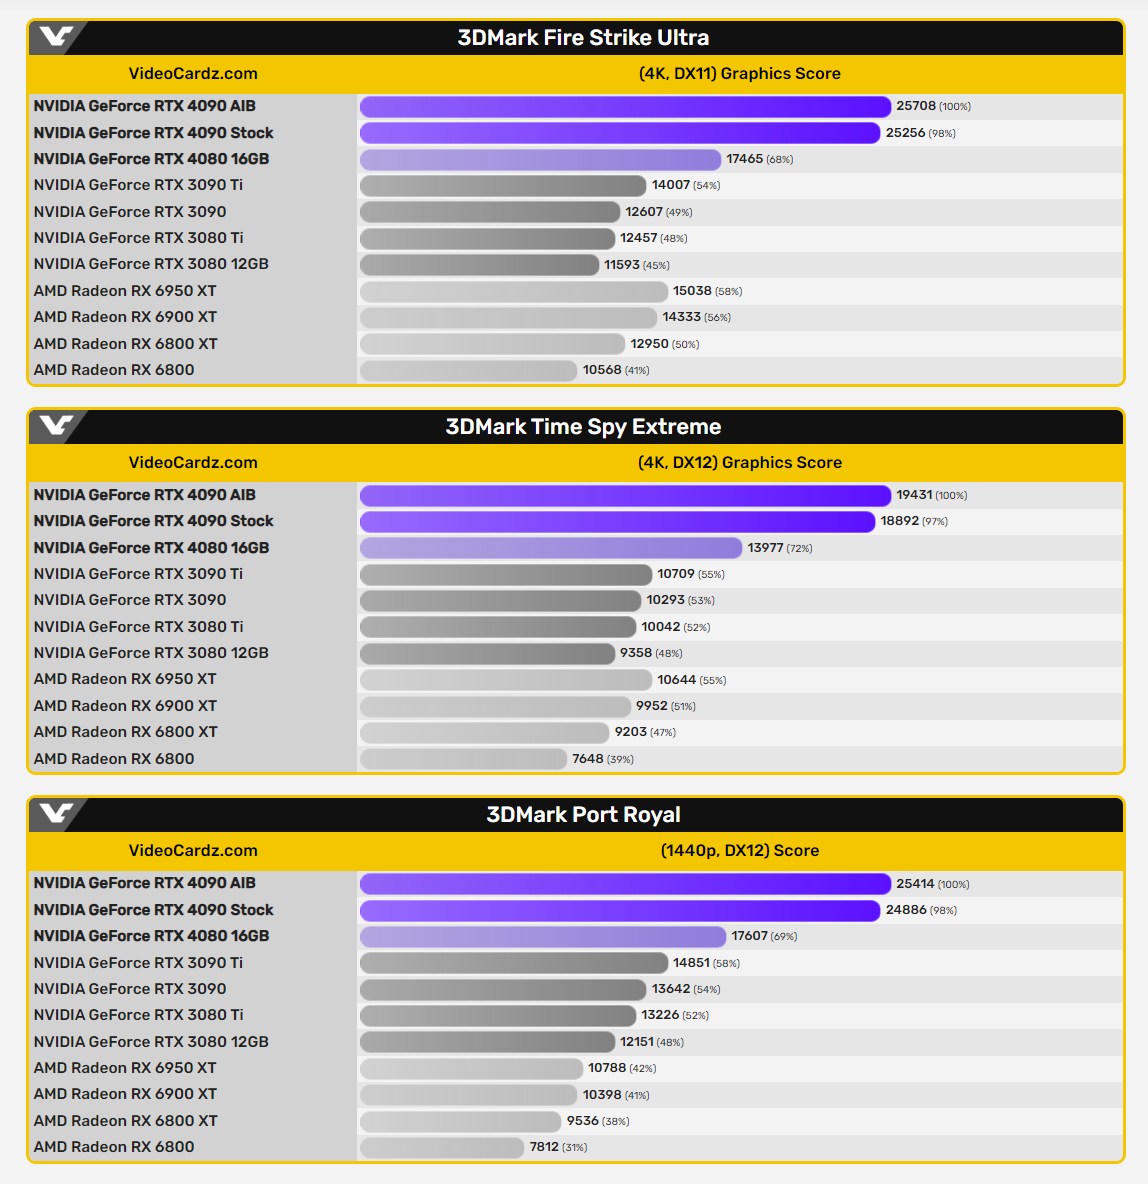 3DMark Fire Strike Ultra
VideoCardz.com (4K, DX11) Graphics Score
NVIDIA GeForce RTX 4090 AIB 25708 (100%)
NVIDIA GeForce RTX 4090 Stock 25256 (98%)
NVIDIA GeForce RTX 4080 16GB 17465 (68%)
NVIDIA GeForce RTX 3090 Ti 14007 (54%)
NVIDIA GeForce RTX 3090 12607 (49%)
NVIDIA GeForce RTX 3080 Ti 12457 (48%)
NVIDIA GeForce RTX 3080 12GB 11593 (45%)
AMD Radeon RX 6950 XT 15038 (58%)
AMD Radeon RX 6900 XT 14333 (56%)
AMD Radeon RX 6800 XT 12950 (50%)
AMD Radeon RX 6800 10568 (41%)
3DMark Time Spy Extreme
VideoCardz.com (4K, DX12) Graphics Score
NVIDIA GeForce RTX 4090 AIB 19431 (100%)
NVIDIA GeForce RTX 4090 Stock 18892 (97%)
NVIDIA GeForce RTX 4080 16GB 13977 (72%)
NVIDIA GeForce RTX 3090 Ti 10709 (55%)
NVIDIA GeForce RTX 3090 10293 (53%)
NVIDIA GeForce RTX 3080 Ti 10042 (52%)
NVIDIA GeForce RTX 3080 12GB 9358 (48%)
AMD Radeon RX 6950 XT 10644 (55%)
AMD Radeon RX 6900 XT 9952 (51%)
AMD Radeon RX 6800 XT 9203 (47%)
AMD Radeon RX 6800 7648 (39%)
3DMark Port Royal
VideoCardz.com (1440p, DX12) Score
NVIDIA GeForce RTX 4090 AIB 25414 (100%)
NVIDIA GeForce RTX 4090 Stock 24886 (98%)
NVIDIA GeForce RTX 4080 16GB 17607 (69%)
NVIDIA GeForce RTX 3090 Ti 14851 (58%)
NVIDIA GeForce RTX 3090 13642 (54%)
NVIDIA GeForce RTX 3080 Ti 13226 (52%)
NVIDIA GeForce RTX 3080 12GB 12151 (48%)
AMD Radeon RX 6950 XT 10788 (42%)
AMD Radeon RX 6900 XT 10398 (41%)
AMD Radeon RX 6800 XT 9536 (38%)
AMD Radeon RX 6800 7812 (31%)